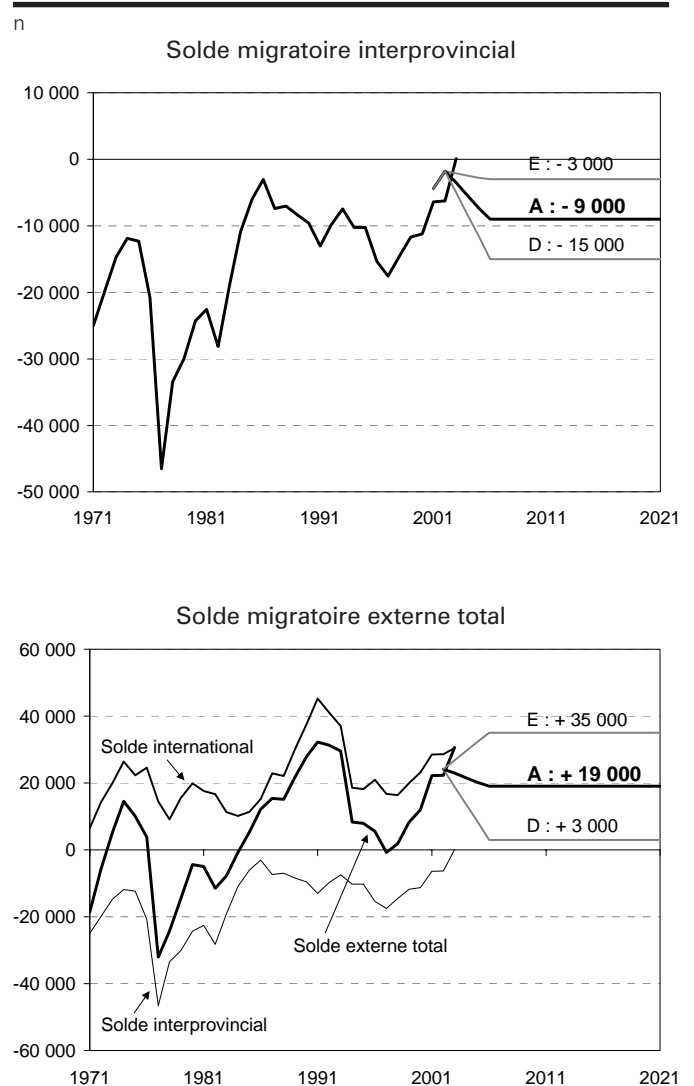 n
Solde migratoire interprovincial
10 000
0
-10 000
-20 000
-30 000
-40 000
-50 000
E : - 3 000
A : - 9 000
D : - 15 000
1971 1981 1991 2001 2011 2021
Solde migratoire externe total
60 000
40 000
20 000
0
-20 000
-40 000
-60 000
Solde international
E : + 35 000
A : + 19 000
D : + 3 000
Solde externe total
Solde interprovincial
1971 1981 1991 2001 2011 2021